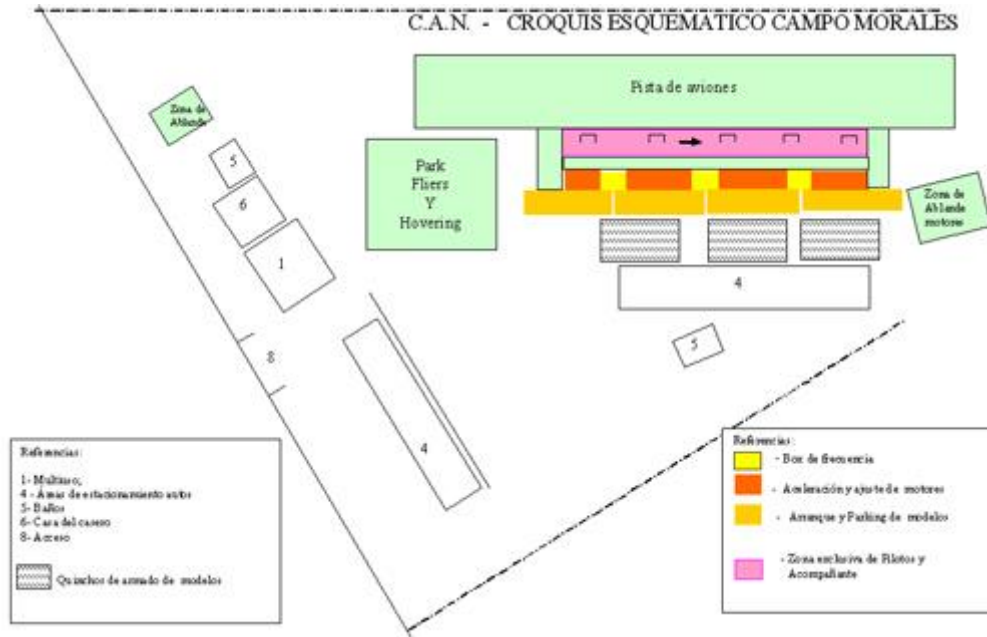 C.A.N. - CROQUIS ESQUEMATICO CAMPO MORALES
Pista de aviones
Zona de
Ablande
5
6
1
8
Park
Fliers
Y
Hovering
Zona de
Ablande
motores
4
5
4
Referencias:
1- Multiuso;
4 - Areas de estacionamiento autos
5- Baños
6- Casa del casero
8- Acceso
Quinchos de armado de modelos
Referencias:
- Box de frecuencia
- Aceleración y ajuste de motores
- Arranque y Parking de modelos
- Zona exclusiva de Pilotos y
Acompañante